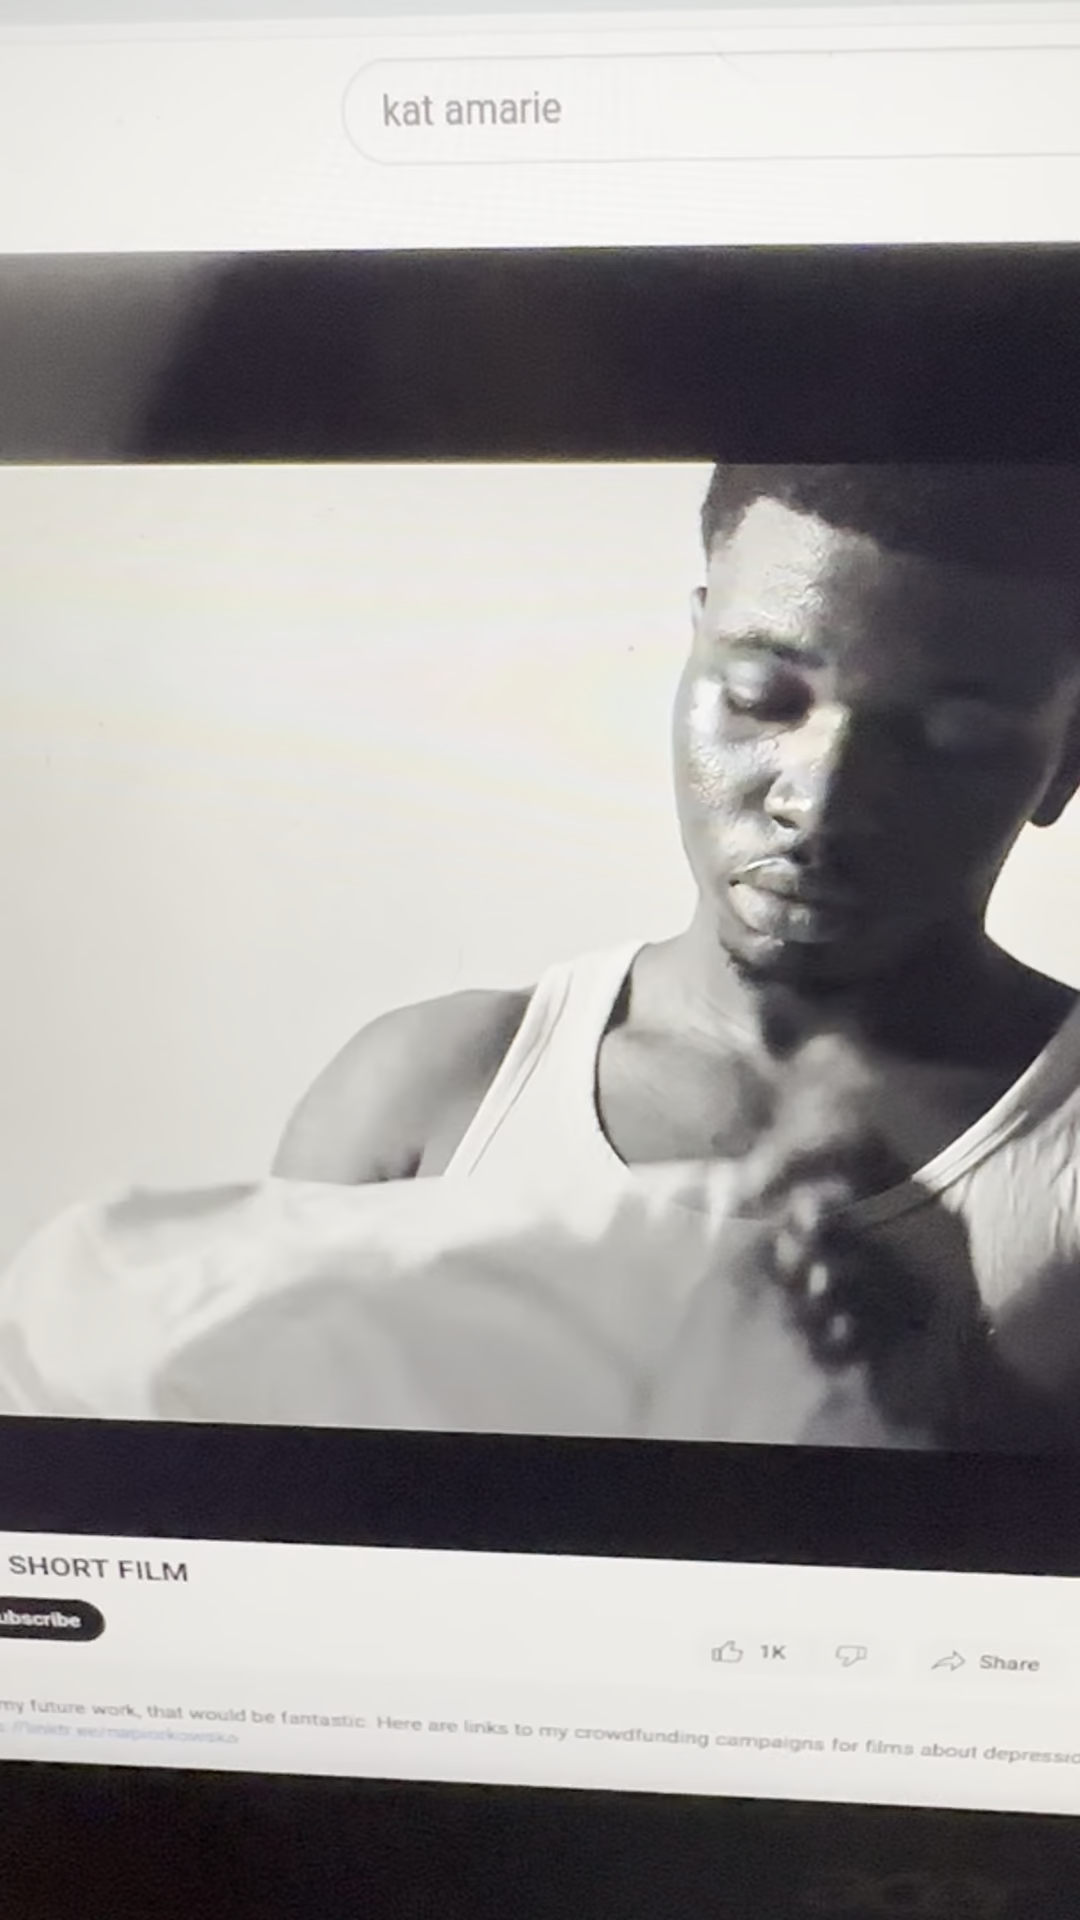 kat amarie
SHORT FILM
ubscribe
1K
Share
my future work, that would be fantastic. Here are links to my crowdfunding campaigns for films about depressio